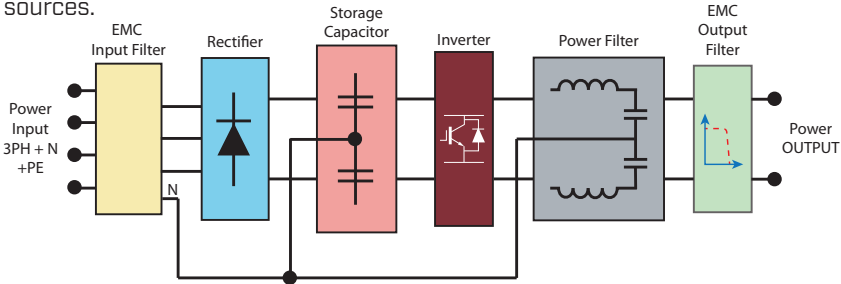 sources.
EMC
Input Filter
Rectifier
Storage
Capacitor
Inverter
Power Filter
EMC
Output
Filter
Power
Input
3PH + N
+PE
N
Power
OUTPUT